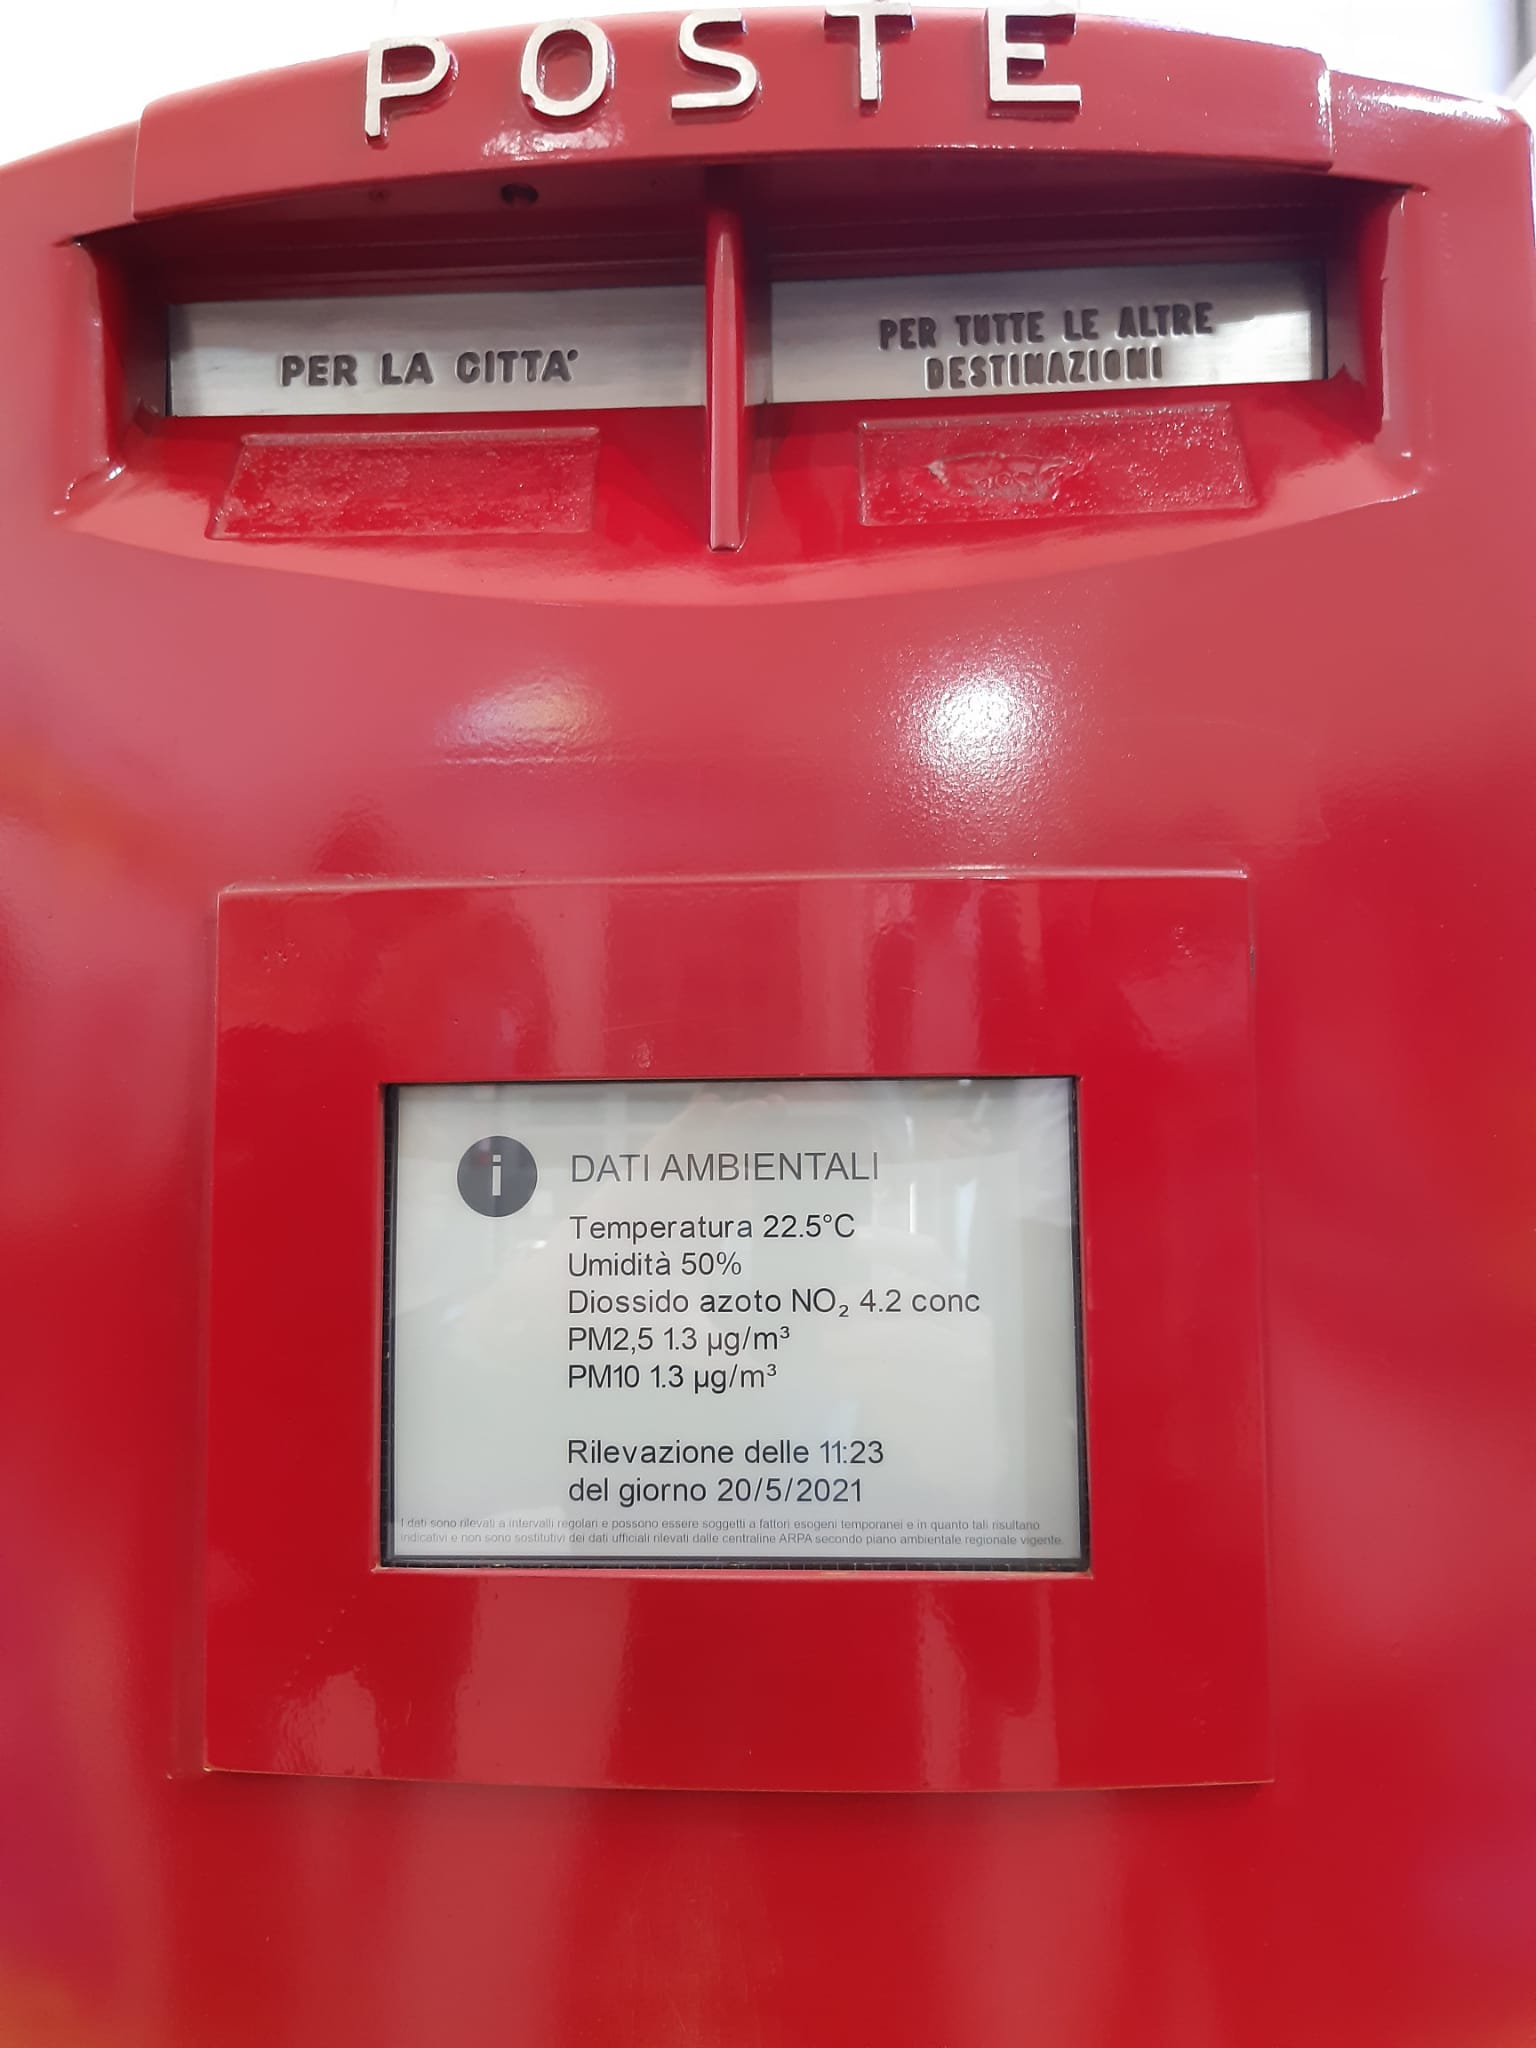 POSTE
PER LA CITTA'
PER TUTTE LE ALTRE
DESTINAZIONI
i
DATI AMBIENTALI
Temperatura 22.5°C
Umidità 50%
Diossido azoto NO₂ 4.2 conc
PM2,5 1.3 µg/m³
PM10 1.3 µg/m³
Rilevazione delle 11:23
del giorno 20/5/2021
I dati sono rilevati a intervalli regolari e possono essere soggetti a fattori esogeni temporanei e in quanto tali risultano
indicativi e non sono sostitutivi dei dati ufficiali rilevati dalle centraline ARPA secondo piano ambientale regionale vigente.